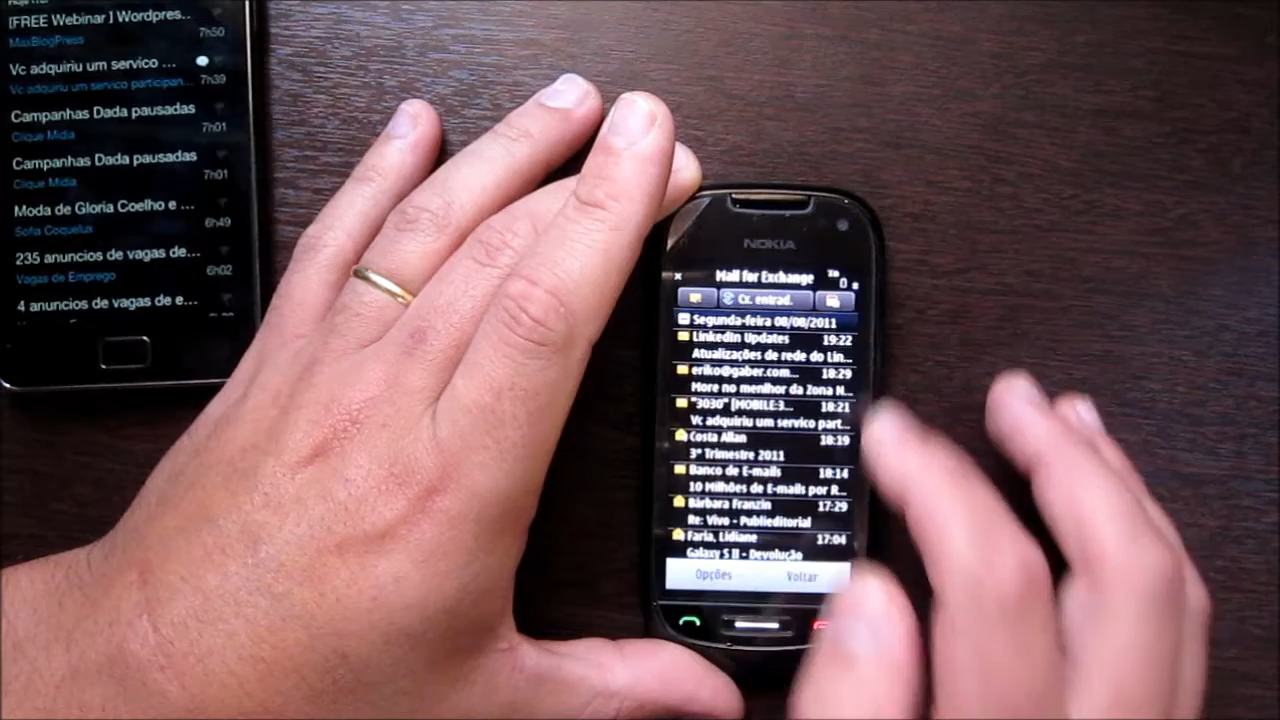 [FREE Webinar ] Wordpres..
MaxBlogPress
7h50
Vc adquiriu um servico ...
Vc adquiriu um servico participan...
7h39
Campanhas Dada pausadas
Clique Midia
7h01
Campanhas Dada pausadas
Clique Midia
7h01
Moda de Gloria Coelho e ...
Sofia Coquelux
6h49
235 anuncios de vagas de...
Vagas de Emprego
6h02
4 anuncios de vagas de e...
NOKIA
Mail for Exchange
Cx. entrad.
Segunda-feira 08/08/2011
LinkedIn Updates 19:22
Atualizações de rede do Lin...
eriko@gaber.com... 18:29
More no menlhor da Zona N...
"3030" [MOBILE:3... 18:21
Vc adquiriu um servico part...
Costa Allan 18:19
3º Trimestre 2011
Banco de E-mails 18:14
10 Milhões de E-mails por R...
Bárbara Franzin 17:29
Re: Vivo - Publieditorial
Faria, Lidiane 17:04
Galaxy S II - Devolução
Opções Voltar